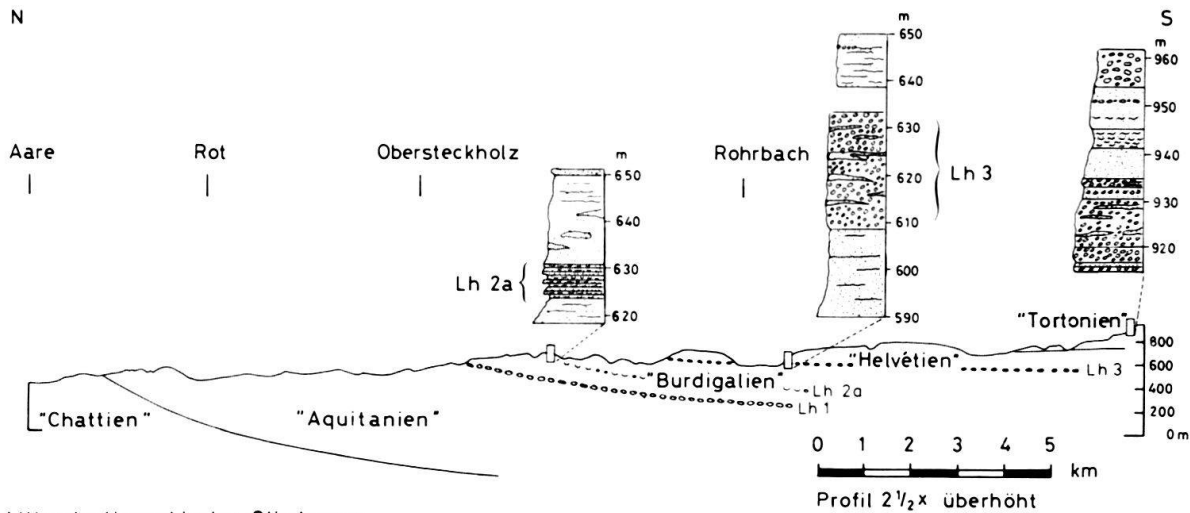 N
S
Aare
Rot
Obersteckholz
Rohrbach
m
650
640
630
620
Lh 2a
m
650
640
630
620
610
600
590
Lh 3
m
960
950
940
930
920
"Tortonien"
"Helvétien"
"Burdigalien"
"Chattien"
"Aquitanien"
Lh 3
Lh 2a
Lh 1
800
600
400
200
0 m
0 1 2 3 4 5
km
Profil 2 1/2 x überhöht